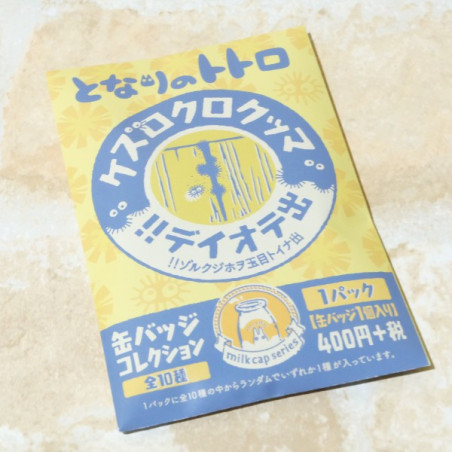 となりのトトロ
ケズロクロクッマ
!!デイオテ出
!!ゾルクジホヲ玉目トイナ出
缶バッジ
コレクション
全10種
milk cap series
1パック
【缶バッジ1個入り】
400円+税
1パックに全10種の中からランダムでいずれか1種が入っています。